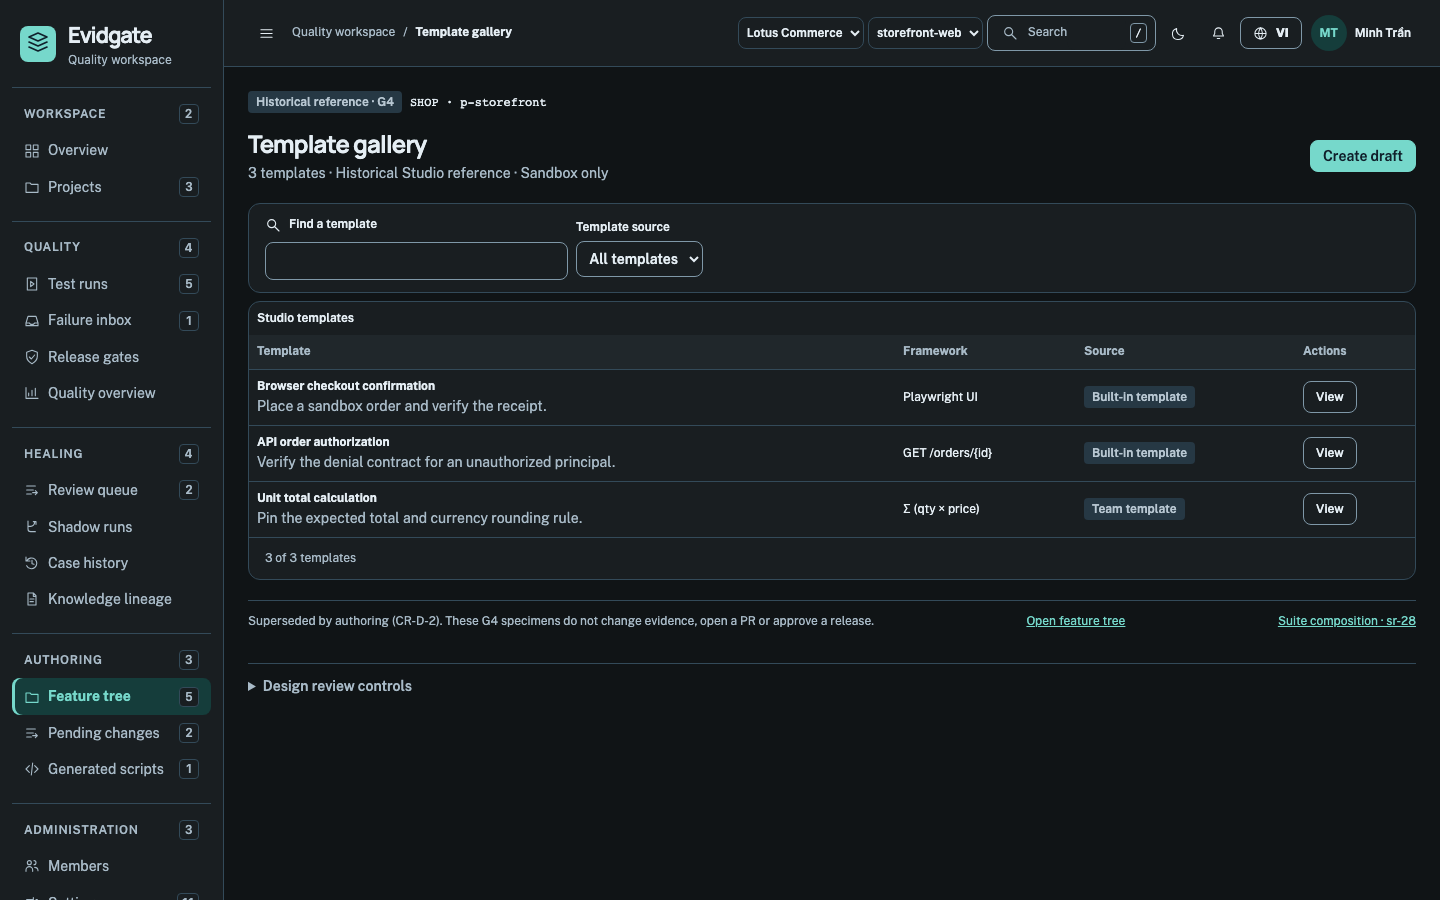 Evidgate
Quality workspace
WORKSPACE 2
Overview
Projects 3
QUALITY 4
Test runs 5
Failure inbox 1
Release gates
Quality overview
HEALING 4
Review queue 2
Shadow runs
Case history
Knowledge lineage
AUTHORING 3
Feature tree 5
Pending changes 2
Generated scripts 1
ADMINISTRATION 3
Members
Quality workspace / Template gallery
Lotus Commerce storefront-web Search / VI MT Minh Trần
Historical reference · G4 SHOP • p-storefront
Template gallery
3 templates · Historical Studio reference · Sandbox only
Create draft
Find a template
Template source
All templates
Studio templates
Template Framework Source Actions
Browser checkout confirmation
Place a sandbox order and verify the receipt.
Playwright UI Built-in template View
API order authorization
Verify the denial contract for an unauthorized principal.
GET /orders/{id} Built-in template View
Unit total calculation
Pin the expected total and currency rounding rule.
Σ (qty × price) Team template View
3 of 3 templates
Superseded by authoring (CR-D-2). These G4 specimens do not change evidence, open a PR or approve a release. Open feature tree Suite composition · sr-28
Design review controls